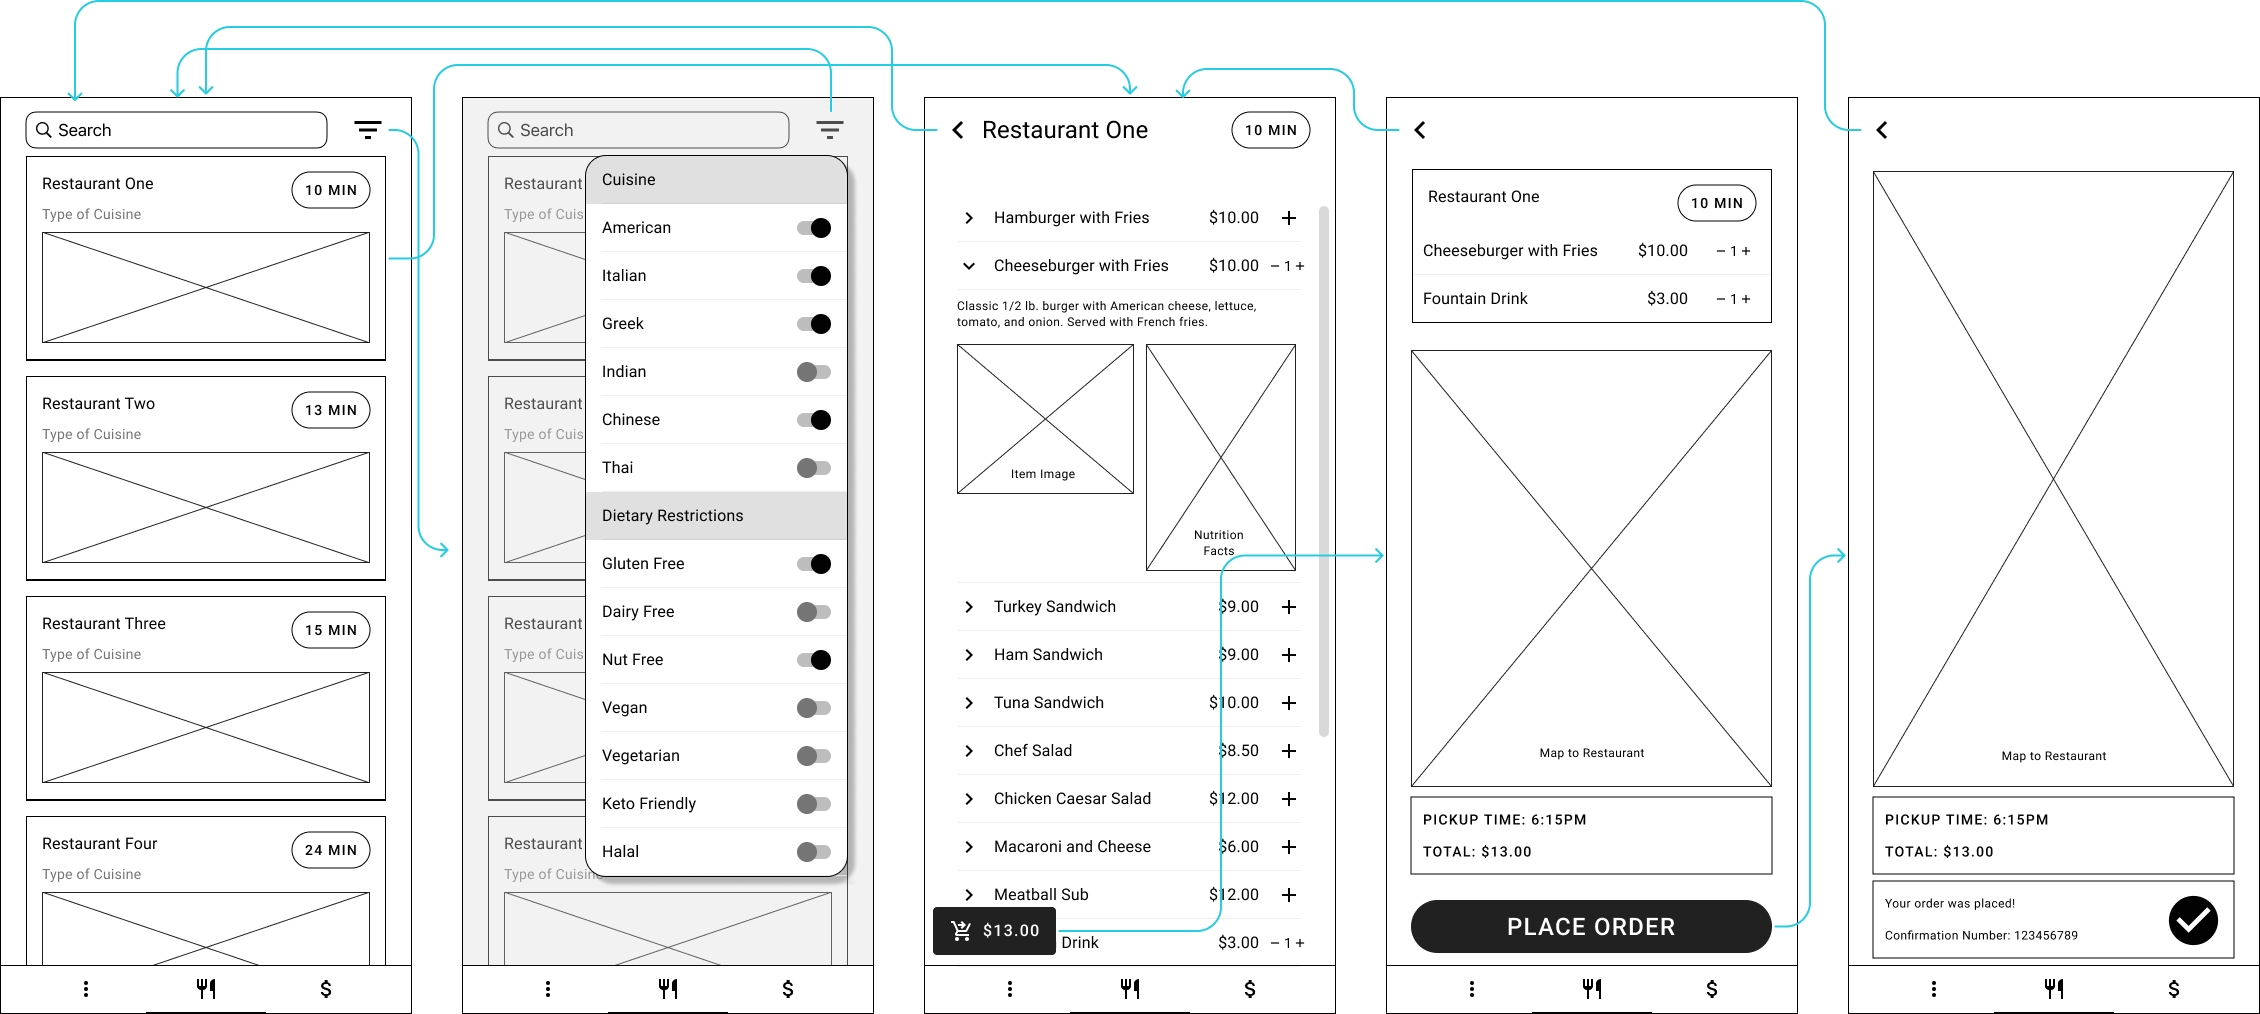 Search
Restaurant One
10 MIN
Type of Cuisine
Restaurant Two
13 MIN
Type of Cuisine
Restaurant Three
15 MIN
Type of Cuisine
Restaurant Four
24 MIN
Type of Cuisine
$
Search
Restaurant
Type of Cuis
Restaurant
Type of Cuis
Restaurant
Type of Cuis
Restaurant
Type of Cuisine
Cuisine
American
Italian
Greek
Indian
Chinese
Thai
Dietary Restrictions
Gluten Free
Dairy Free
Nut Free
Vegan
Vegetarian
Keto Friendly
Halal
$
Restaurant One 10 MIN
Hamburger with Fries $10.00 +
Cheeseburger with Fries $10.00 – 1 +
Classic 1/2 lb. burger with American cheese, lettuce,
tomato, and onion. Served with French fries.
Item Image
Nutrition
Facts
Turkey Sandwich $9.00 +
Ham Sandwich $9.00 +
Tuna Sandwich $10.00 +
Chef Salad $8.50 +
Chicken Caesar Salad $12.00 +
Macaroni and Cheese $6.00 +
Meatball Sub $12.00 +
$13.00
Drink $3.00 – 1 +
$
Restaurant One
10 MIN
Cheeseburger with Fries $10.00 – 1 +
Fountain Drink $3.00 – 1 +
Map to Restaurant
PICKUP TIME: 6:15PM
TOTAL: $13.00
PLACE ORDER
$
Map to Restaurant
PICKUP TIME: 6:15PM
TOTAL: $13.00
Your order was placed!
Confirmation Number: 123456789
$